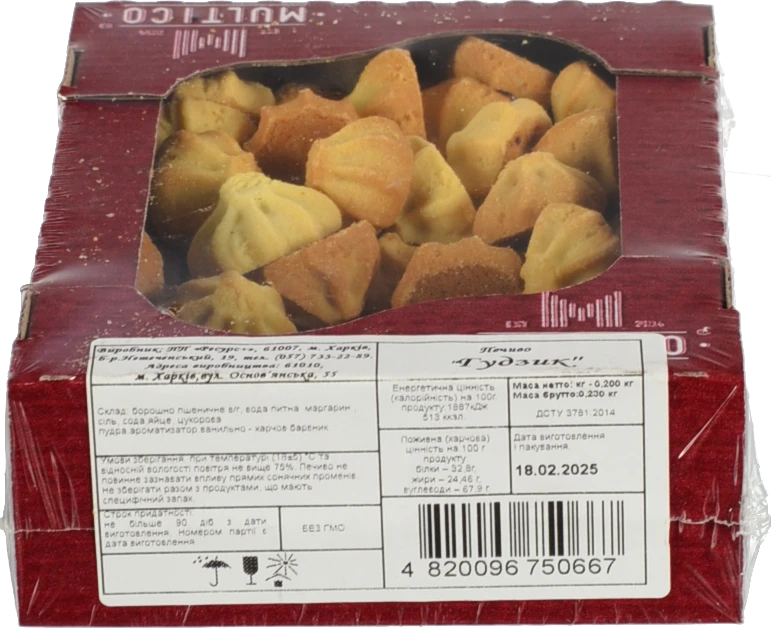 MULTICO
EST
Виробник: ПП «Ресурс+», 61007, м. Харків,
Б-р.Нетеченський, 19, тел. (057) 733-22-89.
Адреса виробництва: 61010,
м. Харків,вул. Основ'янська, 55
Склад: борошно пшеничне в/г, вода питна маргарин,
сіль, сода,яйце, цукорова
пудра,ароматизатор ванильно - харчов барвник
Умови зберігання: при температурі (18±5) °С та
відносній вологості повітря не вище 75%. Печиво не
повинне зазнавати впливу прямих сонячних променів.
Не зберігати разом з продуктами, що мають
специфічний запах.
Строк придатності:
не більше 90 діб з дати
виготовлення. Номером партії є
дата виготовлення
БЕЗ ГМО
Печиво
"Гудзик"
Енергетична цінність
(калорійність) на 100г.
продукту:1887кДж
513 ккал.
Маса нетто: кг - 0,200 кг
Маса брутто:0,230 кг
ДСТУ 3781:2014
Поживна (харчова)
цінність на 100 г
продукту
білки – 32,8г.
жири – 24,46 г.
вуглеводи – 67,9 г.
Дата виготовлення
і пакування.
18.02.2025
4 820096 750667
EST